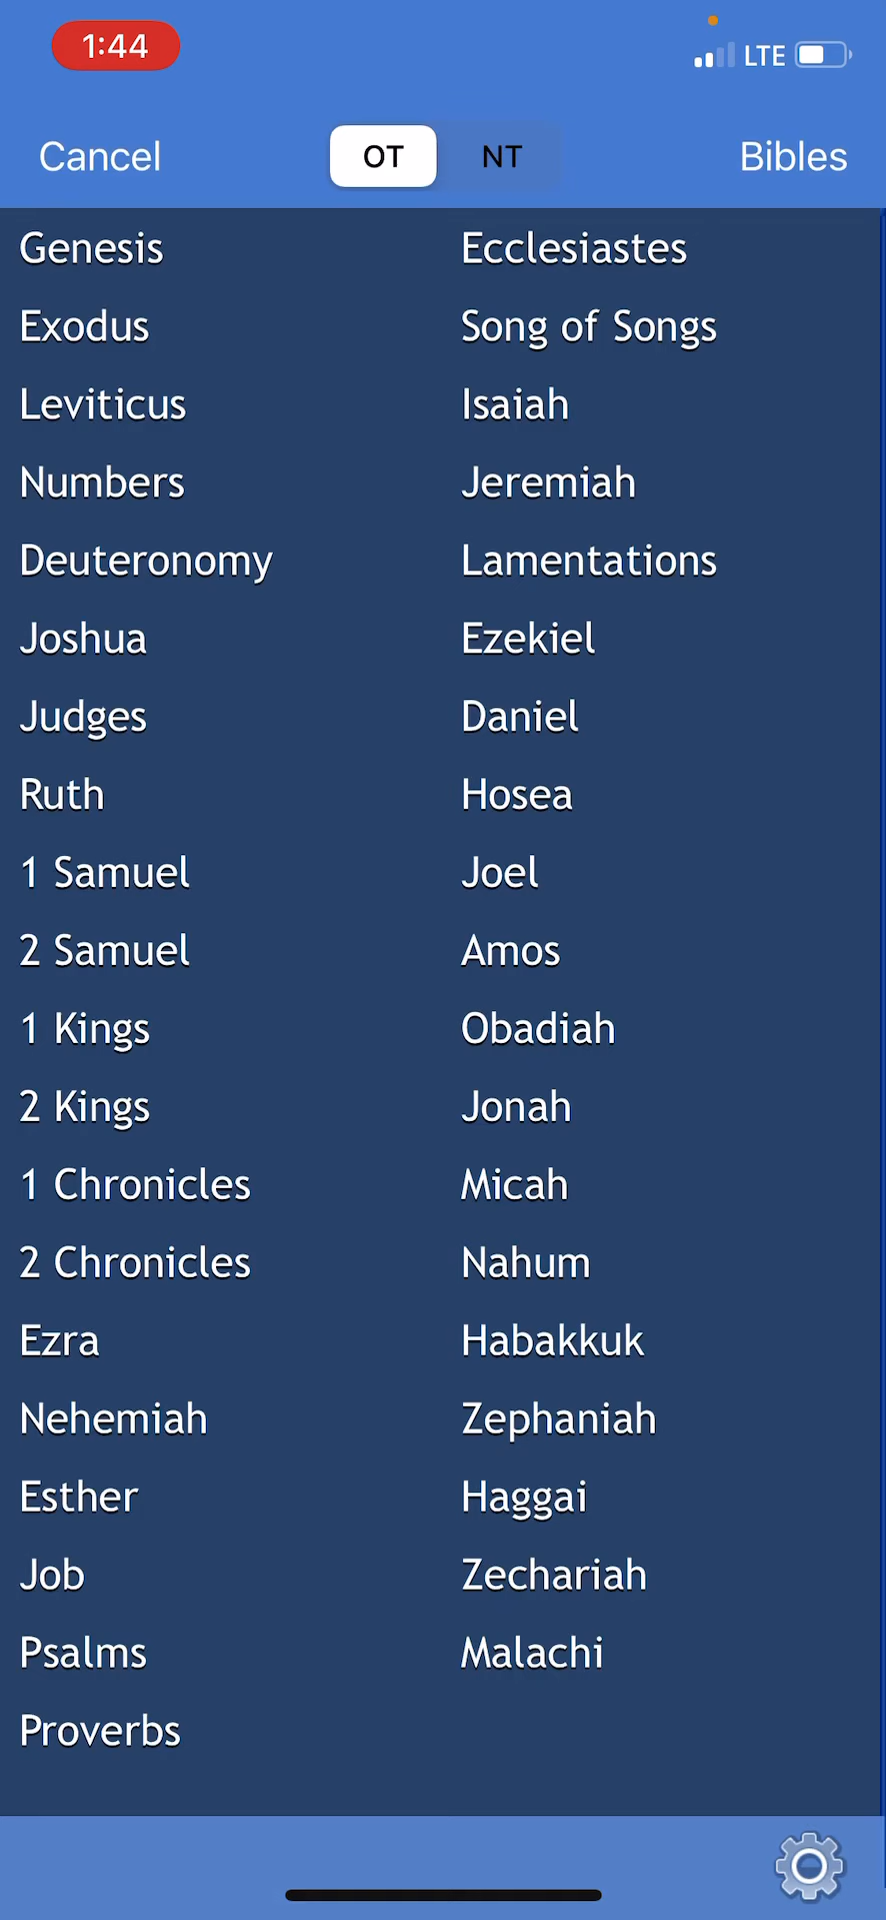 1:44
LTE
Cancel
OT
NT
Bibles
Genesis
Exodus
Leviticus
Numbers
Deuteronomy
Joshua
Judges
Ruth
1 Samuel
2 Samuel
1 Kings
2 Kings
1 Chronicles
2 Chronicles
Ezra
Nehemiah
Esther
Job
Psalms
Proverbs
Ecclesiastes
Song of Songs
Isaiah
Jeremiah
Lamentations
Ezekiel
Daniel
Hosea
Joel
Amos
Obadiah
Jonah
Micah
Nahum
Habakkuk
Zephaniah
Haggai
Zechariah
Malachi